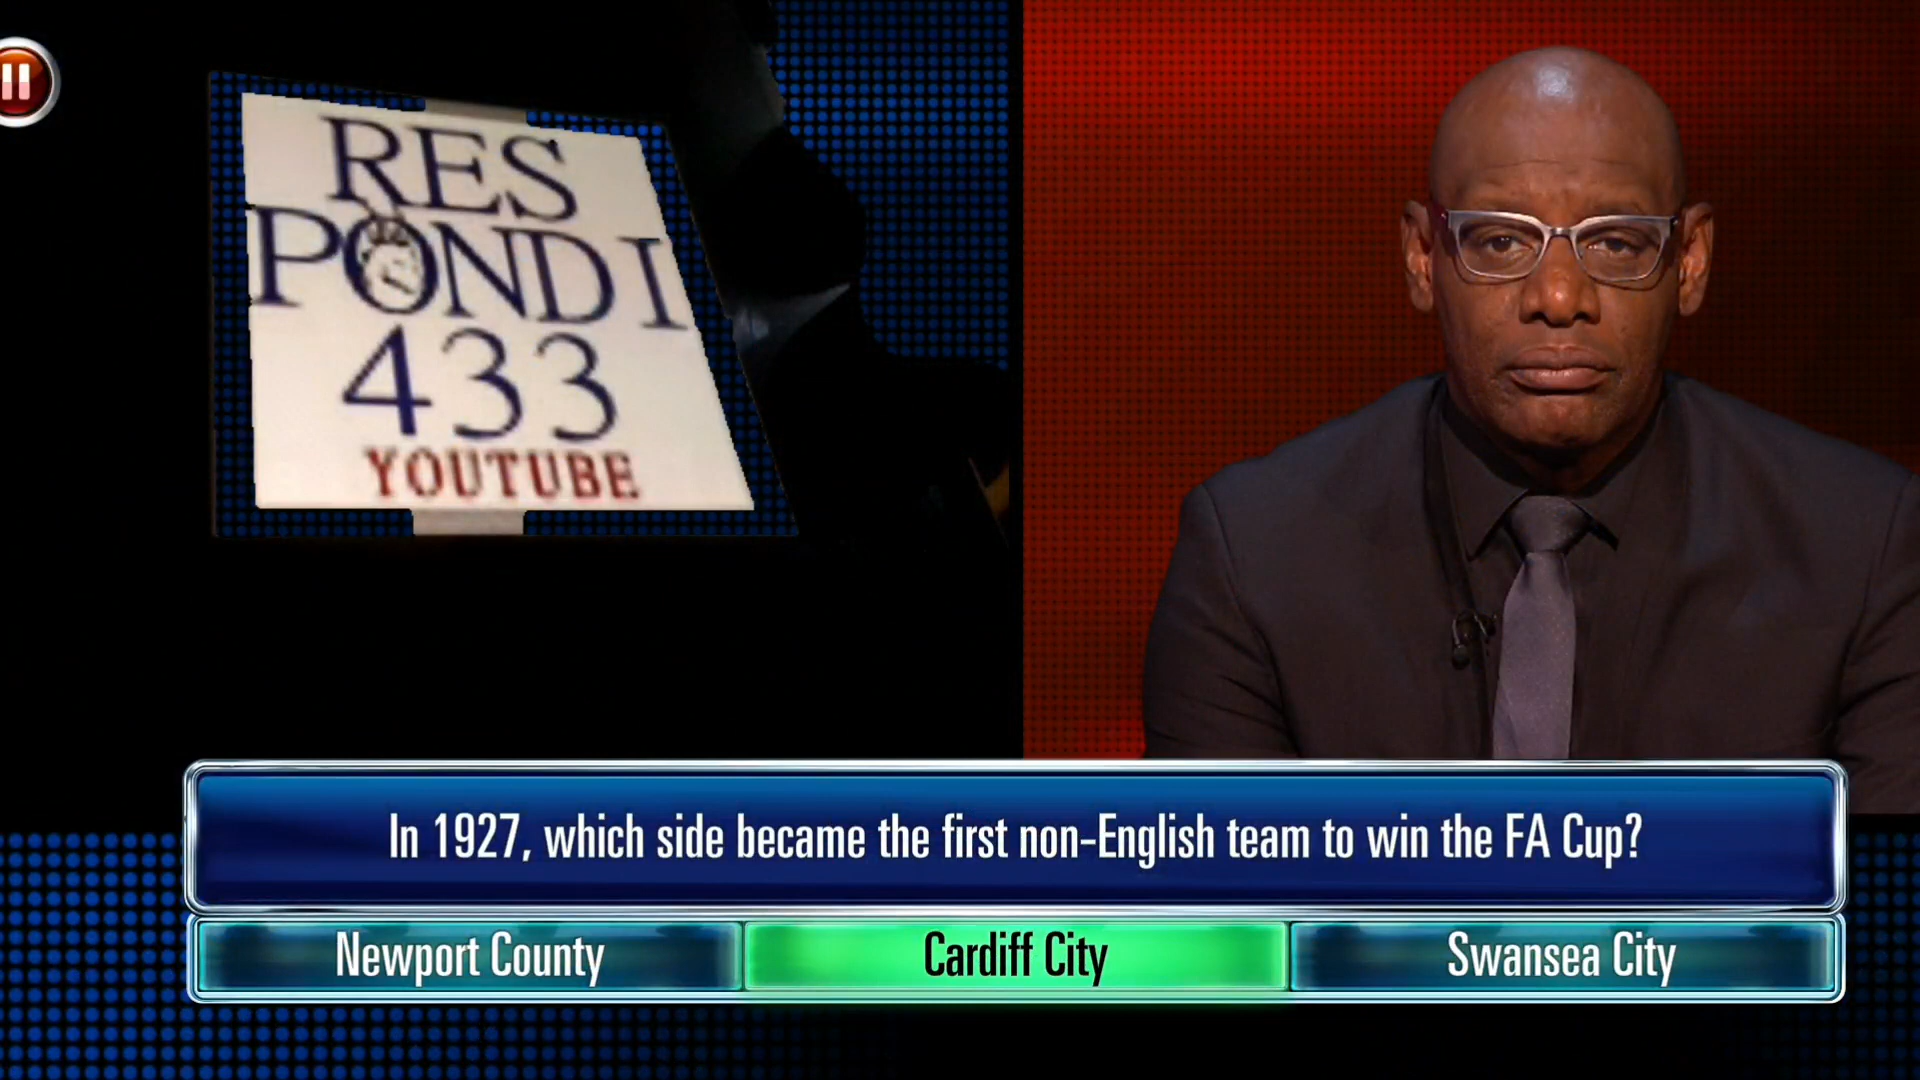 RES
PONDI
433
YOUTUBE
In 1927, which side became the first non-English team to win the FA Cup?
Newport County
Cardiff City
Swansea City